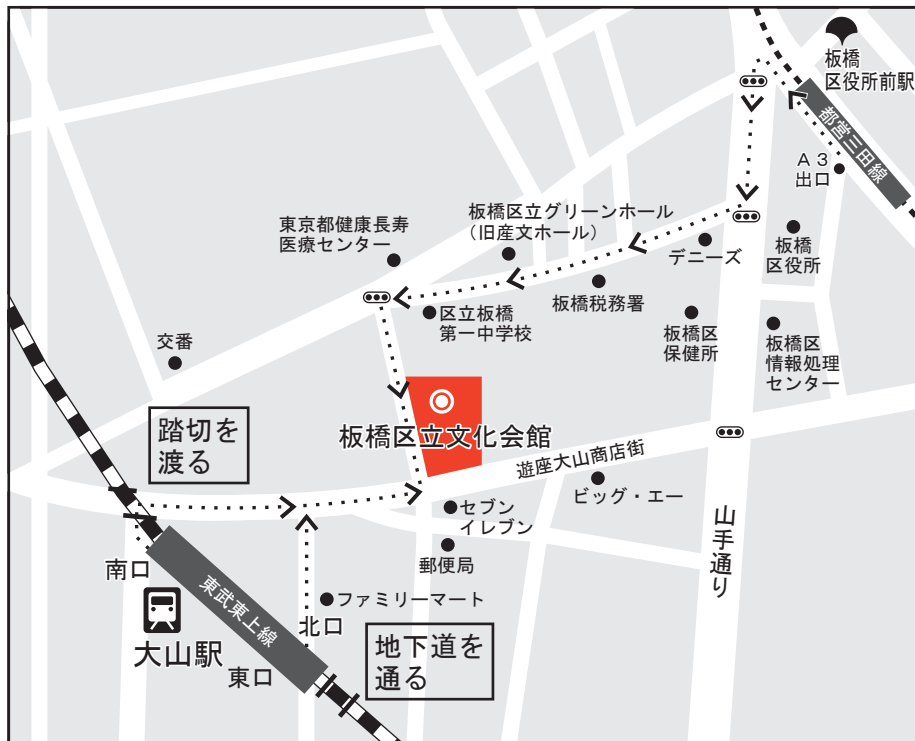 板橋
区役所前駅
都営三田線
A3
出口
板橋区立グリーンホール
（旧産文ホール）
東京都健康長寿
医療センター
デニーズ
板橋
区役所
板橋税務署
区立板橋
第一中学校
板橋区
保健所
板橋区
情報処理
センター
交番
踏切を
渡る
板橋区立文化会館
遊座大山商店街
ビッグ・エー
セブン
イレブン
山手通り
郵便局
南口
東武東上線
ファミリーマート
北口
大山駅
東口
地下道を
通る